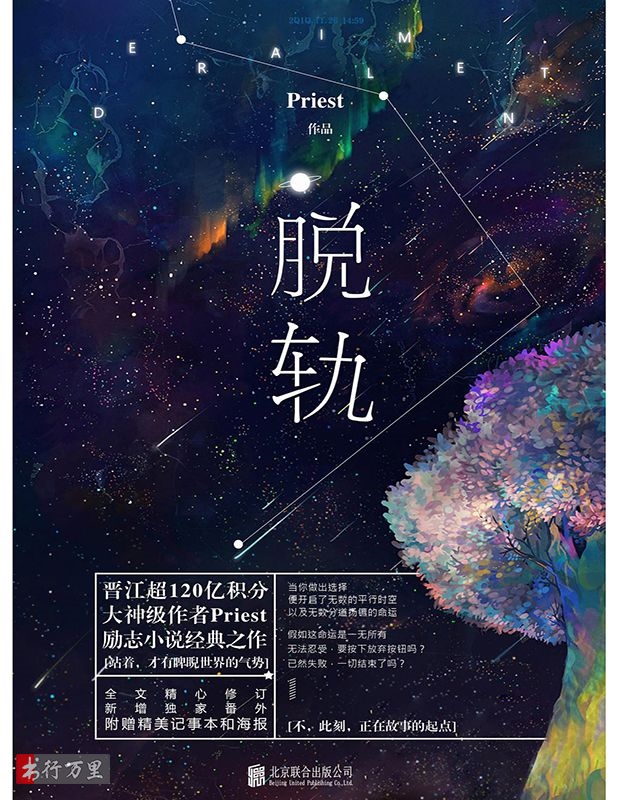 2010.11.26 14:59
DERAILMENT
Priest
作品
脱轨
晋江超120亿积分
大神级作者Priest
励志小说经典之作
[站着，才有睥睨世界的气势]
全文精心修订
新增独家番外
附赠精美记事本和海报
当你做出选择
便开启了无数的平行时空
以及无数分道扬镳的命运
假如这命运是一无所有
无法忍受·要按下放弃按钮吗？
已然失败·一切结束了吗？
[不，此刻，正在故事的起点]
书行万里
北京联合出版公司
Beijing United Publishing Co.,Ltd.